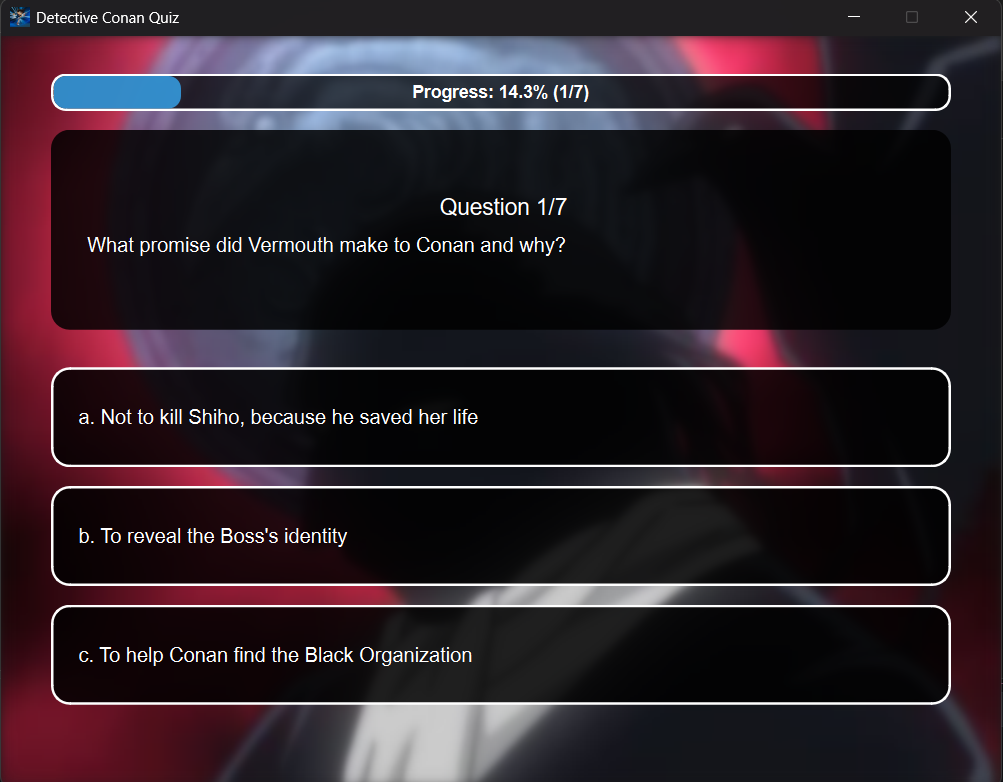 Detective Conan Quiz
Progress: 14.3% (1/7)
Question 1/7
What promise did Vermouth make to Conan and why?
a. Not to kill Shiho, because he saved her life
b. To reveal the Boss's identity
c. To help Conan find the Black Organization